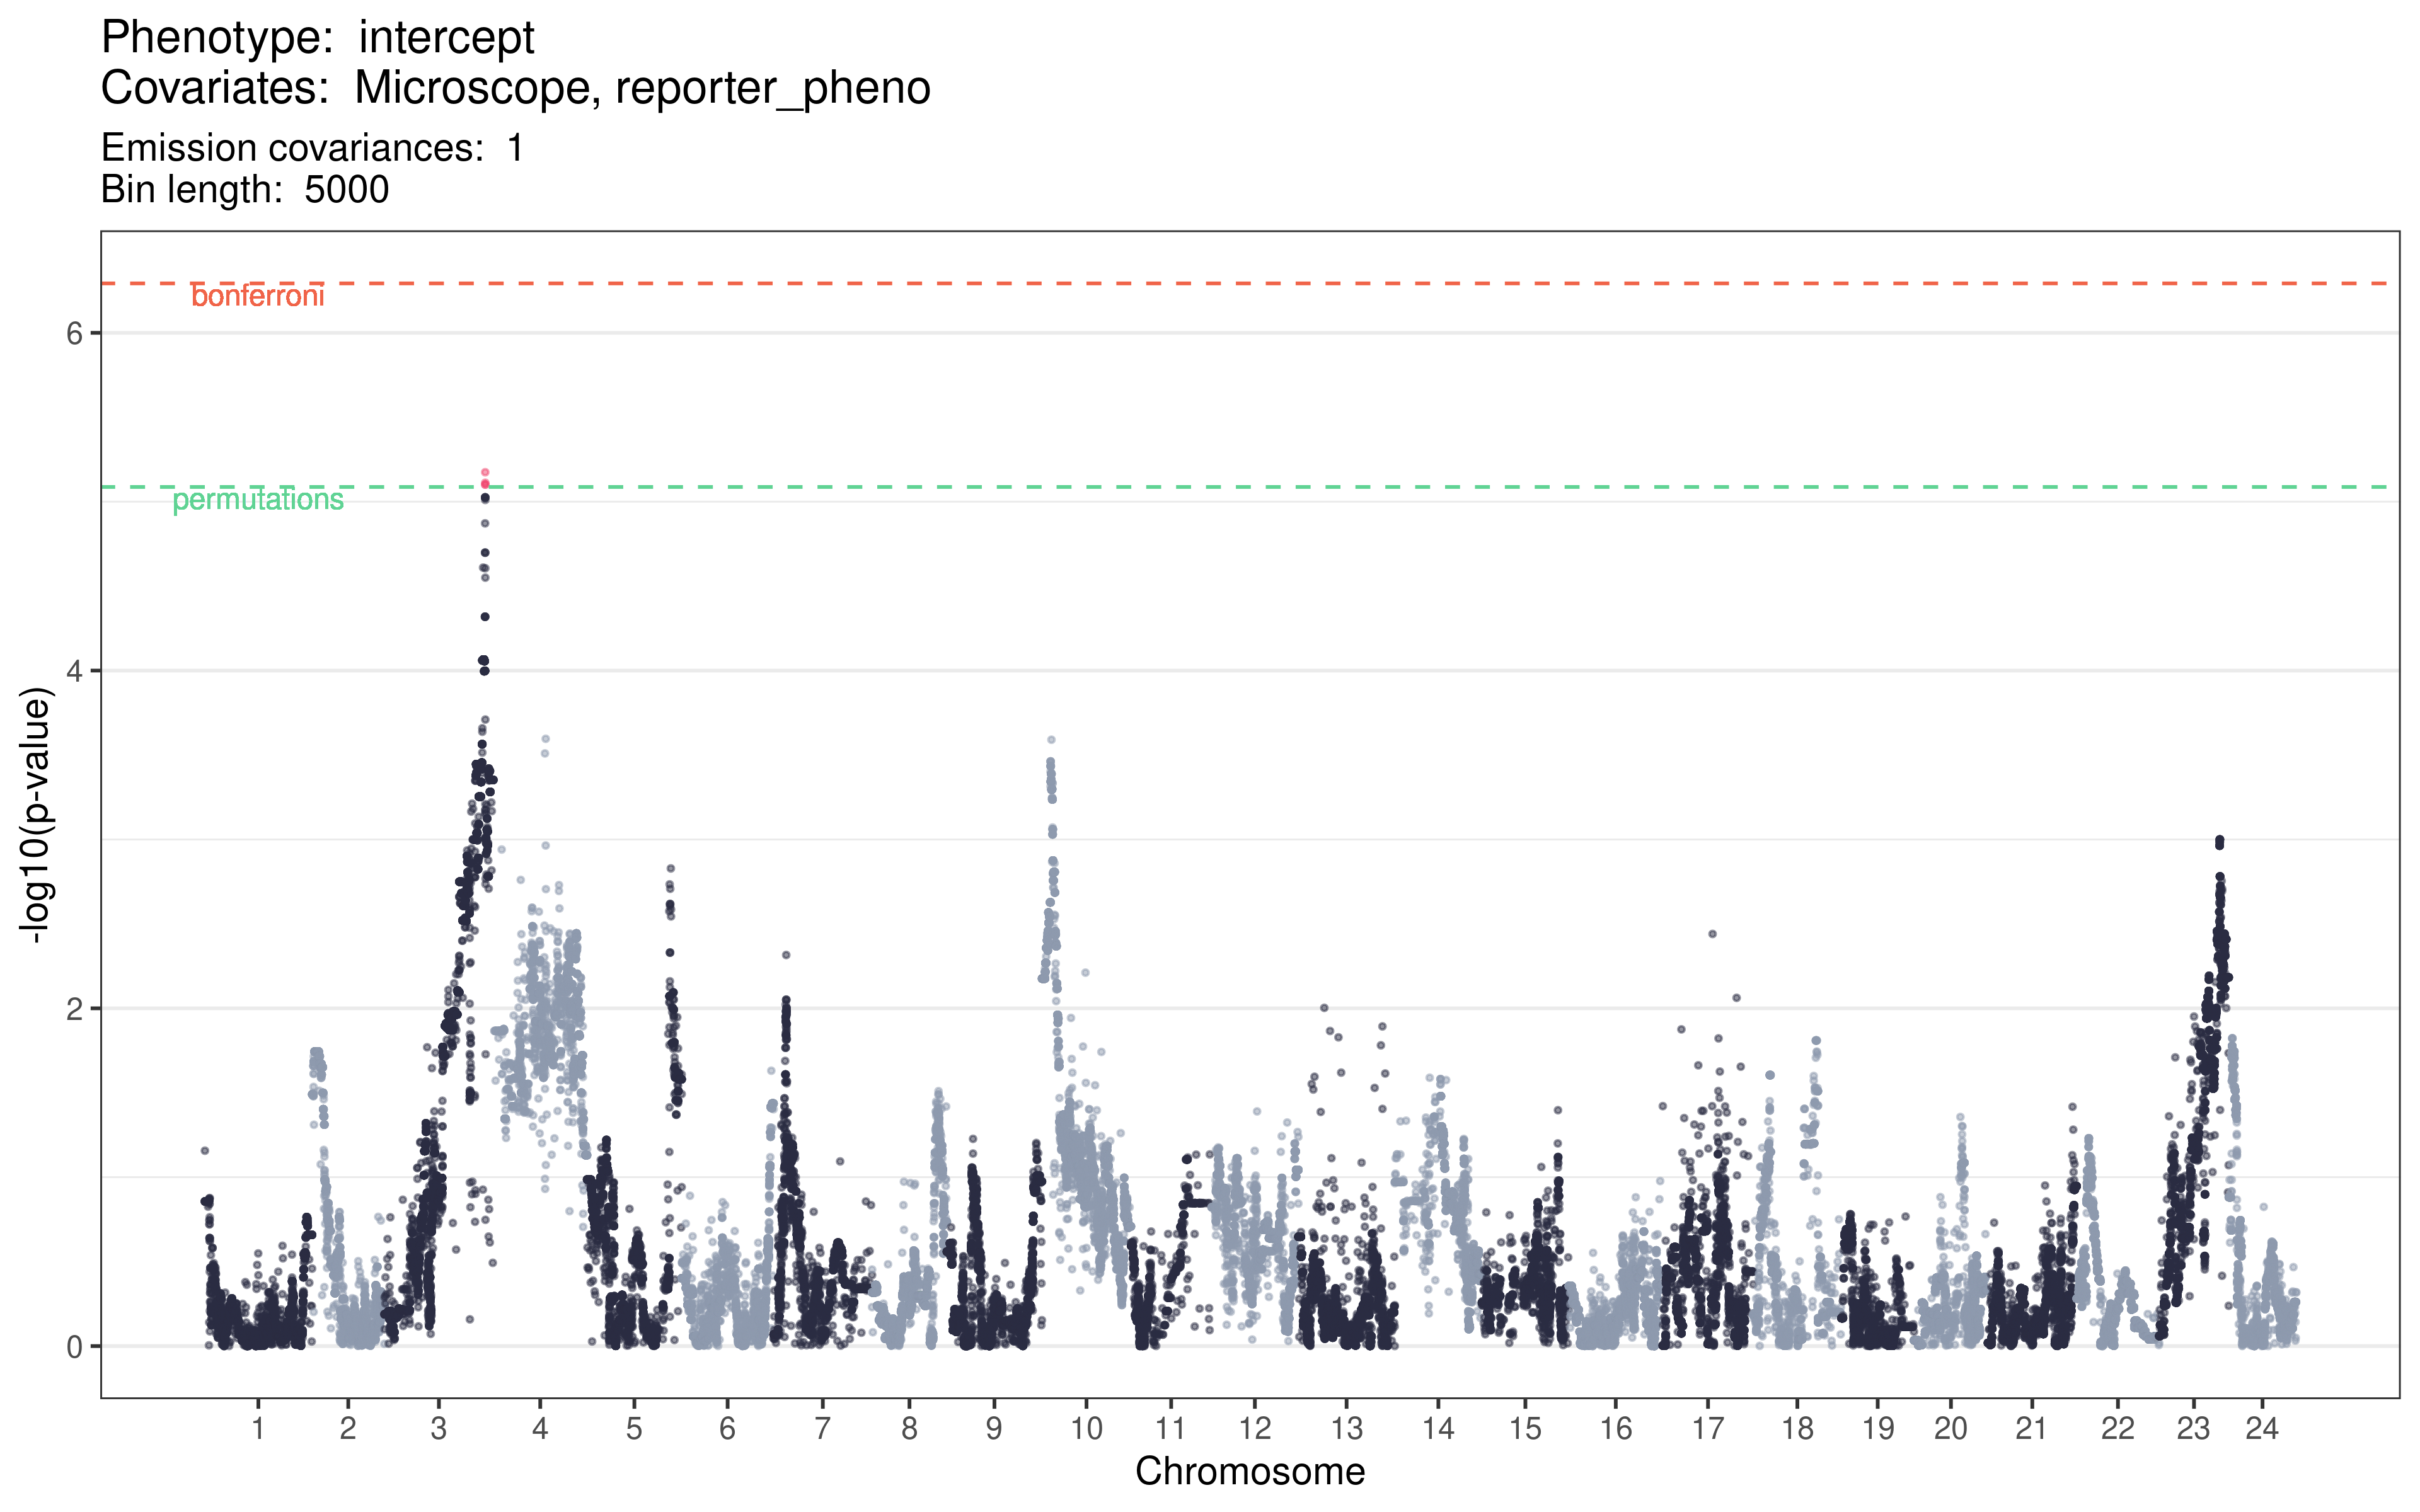 Phenotype: intercept
Covariates: Microscope, reporter_pheno
Emission covariances: 1
Bin length: 5000
bonferroni
6
permutations
4
-log10(p-value)
2
0
1 2 3 4 5 6 7 8 9 10 11 12 13 14 15 16 17 18 19 20 21 22 23 24
Chromosome